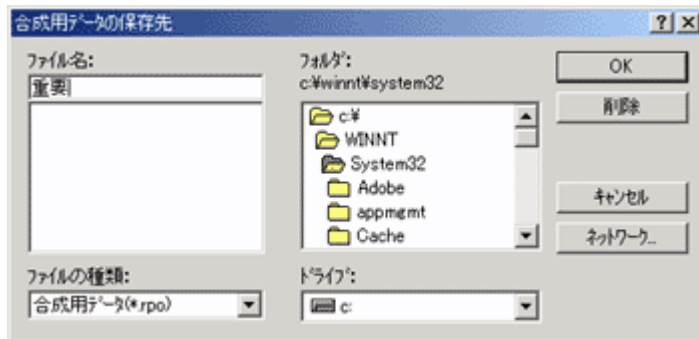 合成用ﾃﾞｰﾀの保存先
ﾌｧｲﾙ名:
重要
ﾌｧｲﾙの種類:
合成用ﾃﾞｰﾀ(*.rpo)
ﾌｫﾙﾀﾞ:
c:¥winnt¥system32
c:¥
WINNT
System32
Adobe
appmgmt
Cache
ﾄﾞﾗｲﾌﾞ:
c:
OK
削除
ｷｬﾝｾﾙ
ﾈｯﾄﾜｰｸ...